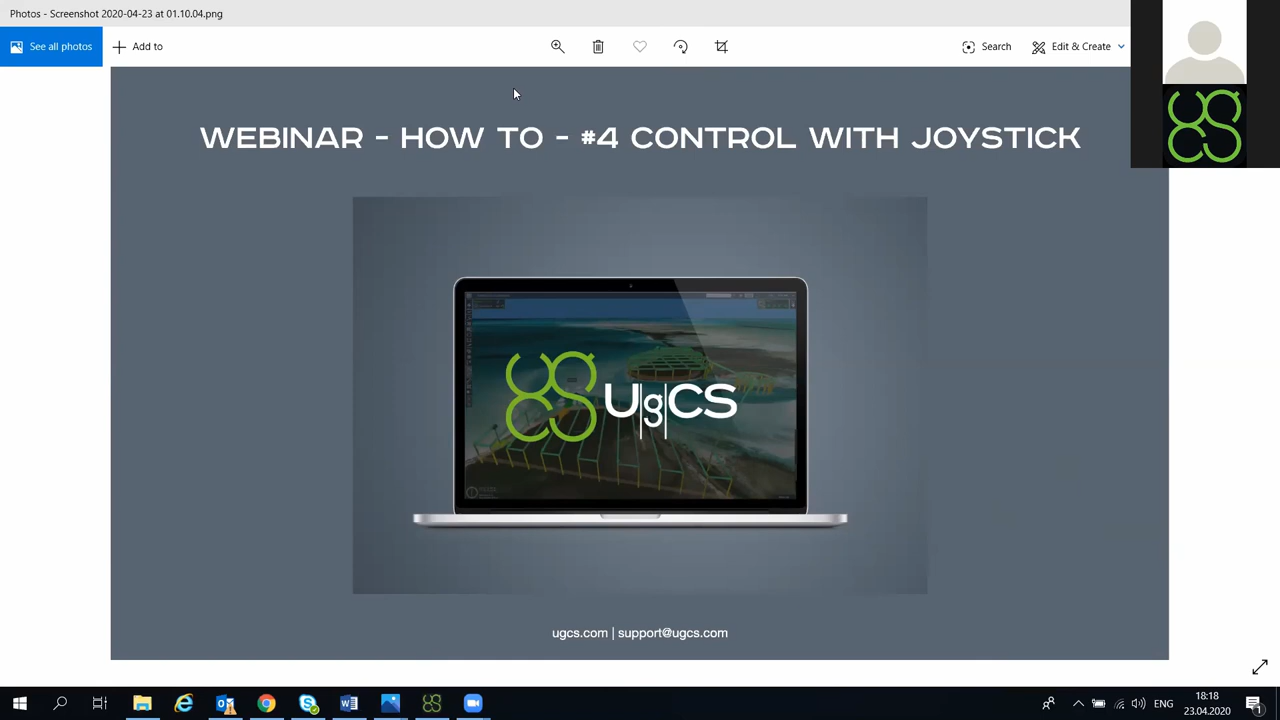 Photos - Screenshot 2020-04-23 at 01.10.04.png
See all photos
Add to
Search
Edit & Create
WEBINAR - HOW TO - #4 CONTROL WITH JOYSTICK
UgCS
ugcs.com | support@ugcs.com
ENG
18:18
23.04.2020
1